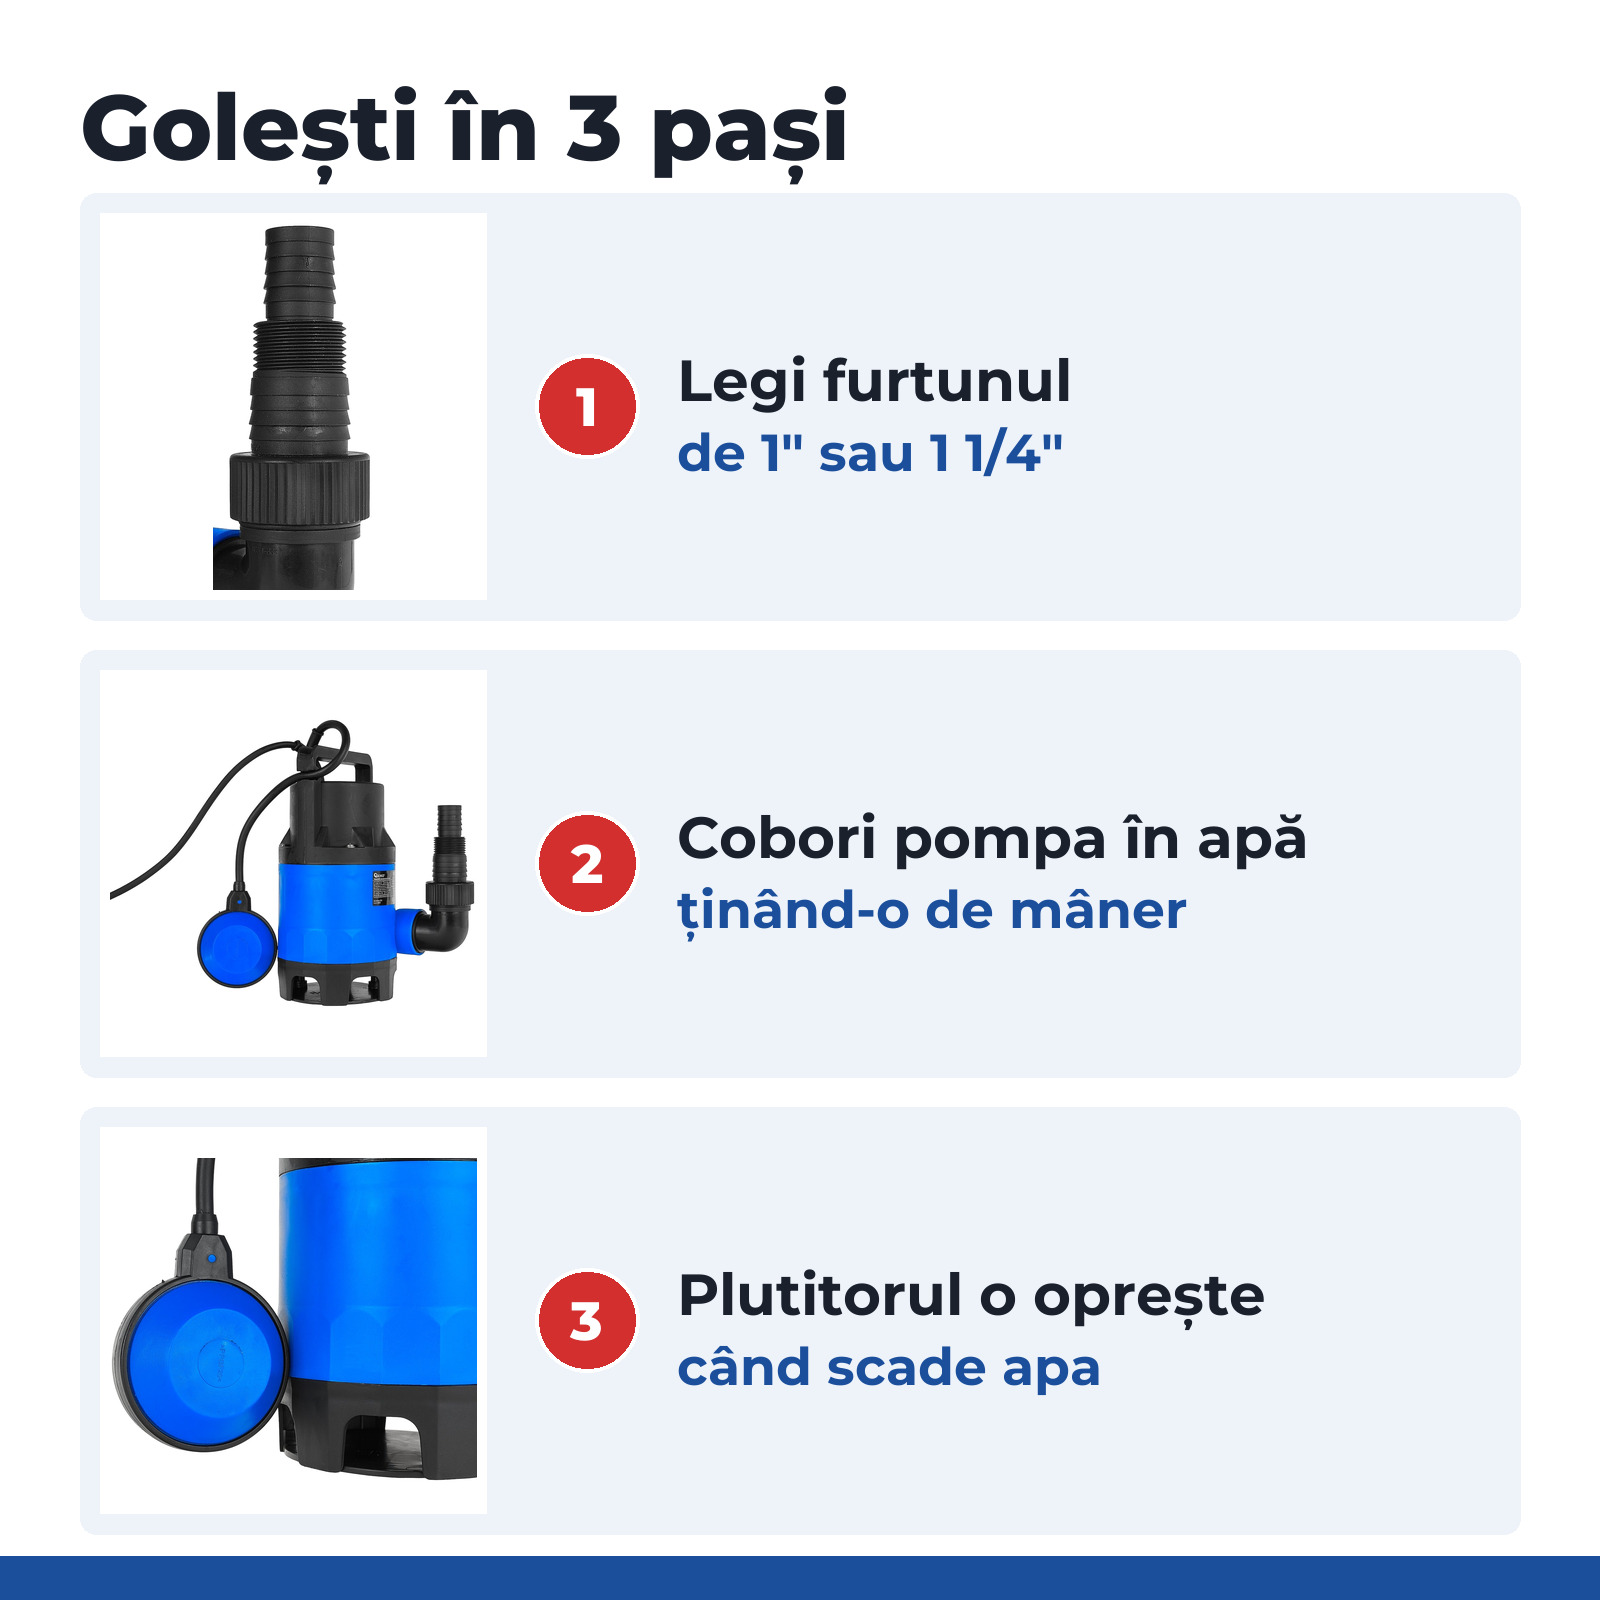 Golești în 3 pași
1
Legi furtunul
de 1" sau 1 1/4"
2
Cobori pompa în apă
ținând-o de mâner
3
Plutitorul o oprește
când scade apa